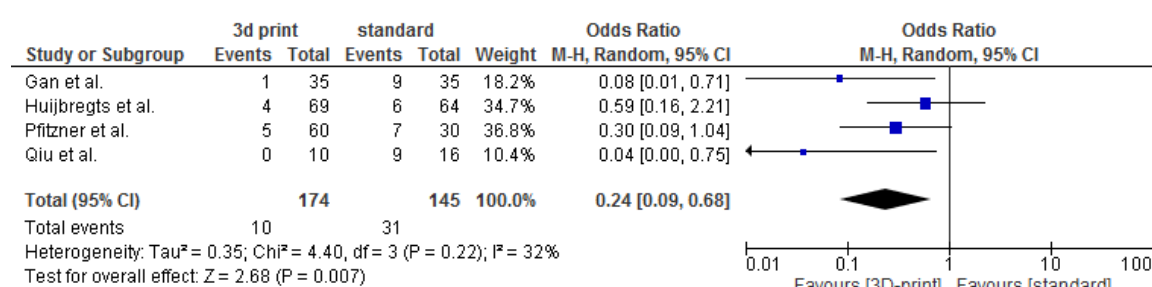 3d print standard Odds Ratio Odds Ratio
Study or Subgroup Events Total Events Total Weight M-H, Random, 95% CI M-H, Random, 95% CI
Gan et al. 1 35 9 35 18.2% 0.08 [0.01, 0.71]
Huijbregts et al. 4 69 6 64 34.7% 0.59 [0.16, 2.21]
Pfitzner et al. 5 60 7 30 36.8% 0.30 [0.09, 1.04]
Qiu et al. 0 10 9 16 10.4% 0.04 [0.00, 0.75]
Total (95% CI) 174 145 100.0% 0.24 [0.09, 0.68]
Total events 10 31
Heterogeneity: Tau² = 0.35; Chi² = 4.40, df = 3 (P = 0.22); I² = 32%
Test for overall effect: Z = 2.68 (P = 0.007)
0.01 0.1 1 10 100
Favours [3D-print] Favours [standard]